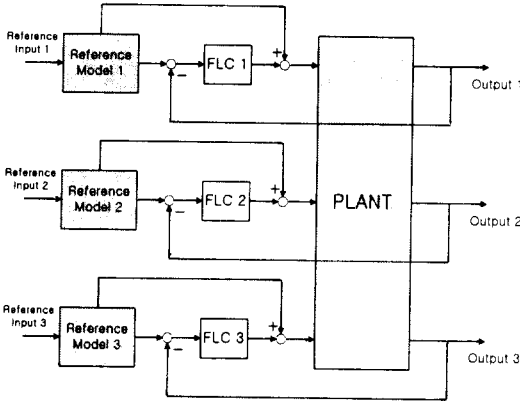 Reference
Input 1
Reference
Model 1
−
FLC 1
+
Output 1
Reference
Input 2
Reference
Model 2
−
FLC 2
+
PLANT
Output 2
Reference
Input 3
Reference
Model 3
−
FLC 3
+
Output 3